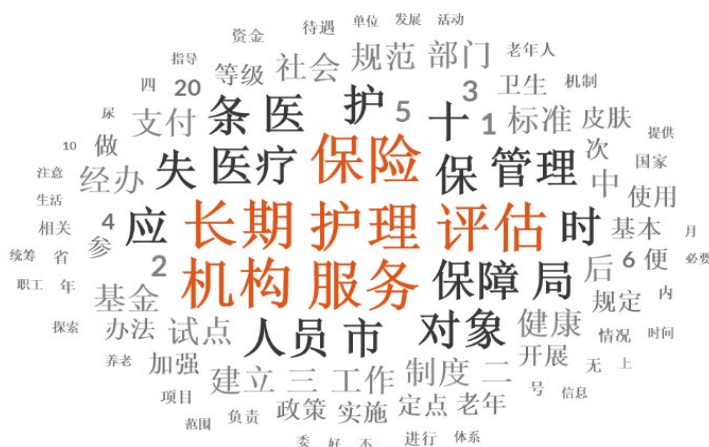 待遇 单位 发展 活动
资金 社会 规范 部门 老年人
指导 等级 3 卫生 机制
四 20 条 医 护 5 十 1 标准 皮肤
尿 支付 保险 提供
10 做 失 医疗 保 管理 次 国家
注意 经办 中 使用
生活 4 应 长期 护理 评估 时 基本 月
相关 参
统筹 省 2 机构 服务 保障 局 后 6 便 必要
职工 年 基金 规定 内
探索 办法 试点 人员 市 对象 健康 情况 时间
养老 加强 开展 无 上
建立 三 工作 制度 二
项目 号 信息
范围 负责 政策 实施 定点 老年
委 好 不 进行 体系